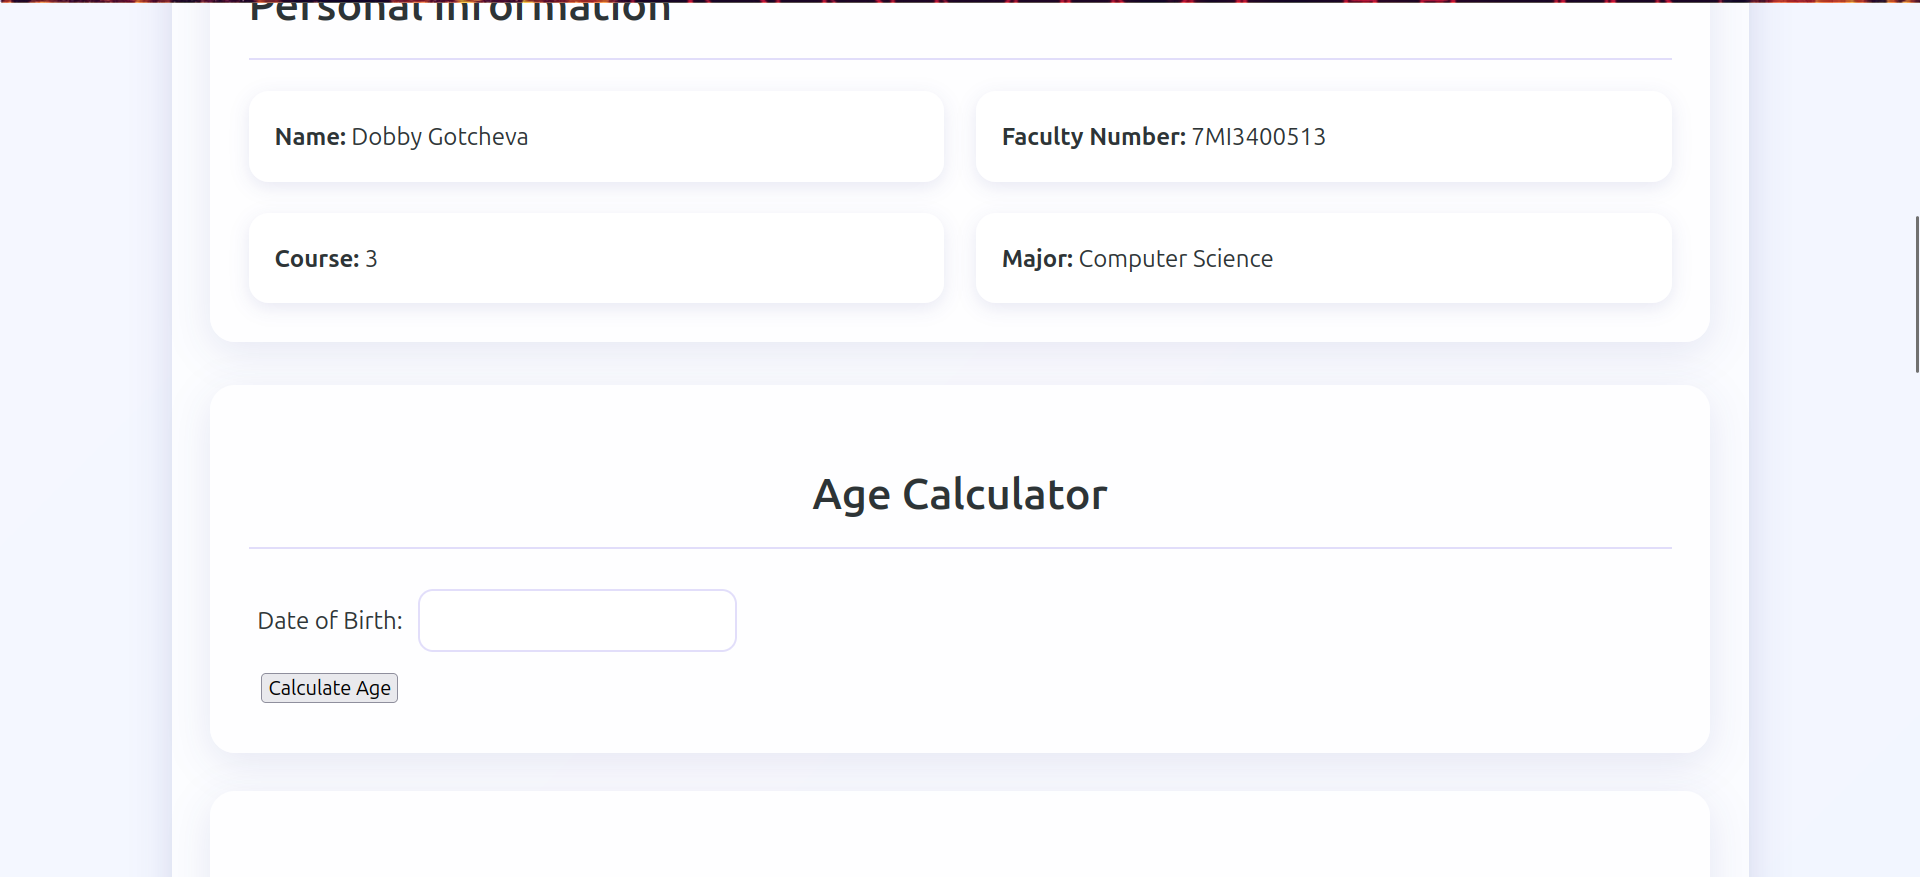 Personal Information
Name: Dobby Gotcheva
Faculty Number: 7MI3400513
Course: 3
Major: Computer Science
Age Calculator
Date of Birth:
Calculate Age